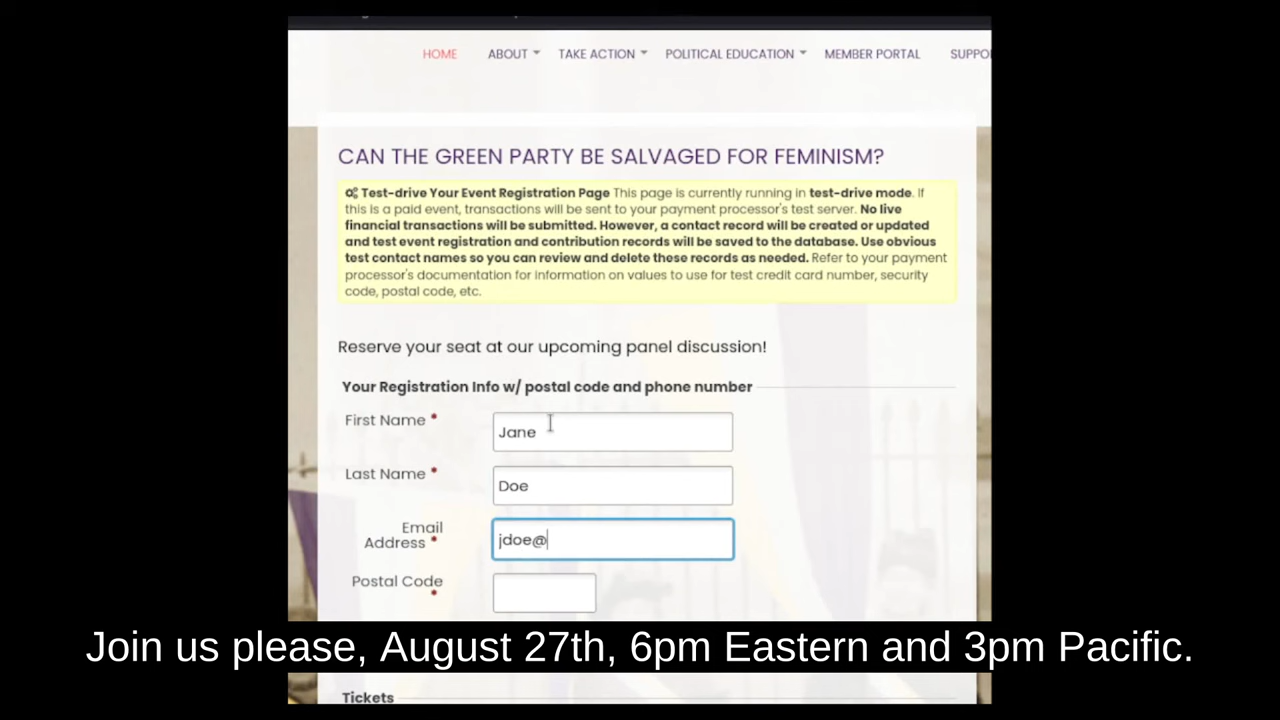 HOME ABOUT TAKE ACTION POLITICAL EDUCATION MEMBER PORTAL SUPPO
CAN THE GREEN PARTY BE SALVAGED FOR FEMINISM?
Test-drive Your Event Registration Page This page is currently running in test-drive mode. If
this is a paid event, transactions will be sent to your payment processor's test server. No live
financial transactions will be submitted. However, a contact record will be created or updated
and test event registration and contribution records will be saved to the database. Use obvious
test contact names so you can review and delete these records as needed. Refer to your payment
processor's documentation for information on values to use for test credit card number, security
code, postal code, etc.
Reserve your seat at our upcoming panel discussion!
Your Registration Info w/ postal code and phone number
First Name *
Jane
Last Name *
Doe
Email
Address *
jdoe@
Postal Code
*
Join us please, August 27th, 6pm Eastern and 3pm Pacific.
Tickets